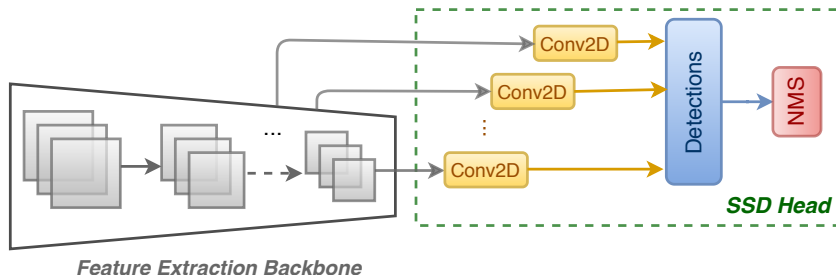 Conv2D
Conv2D
...
⋮
Conv2D
Detections
NMS
SSD Head
Feature Extraction Backbone